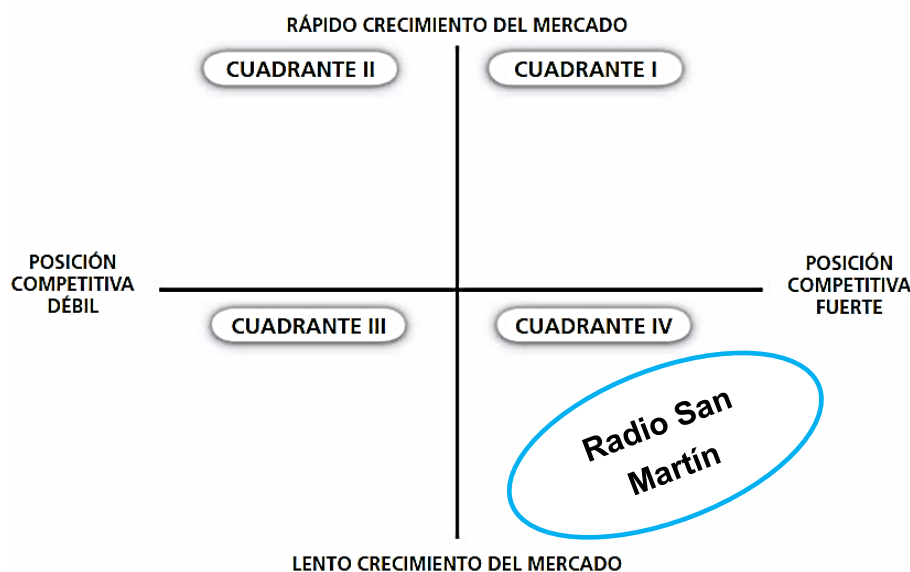 RÁPIDO CRECIMIENTO DEL MERCADO
CUADRANTE II
CUADRANTE I
POSICIÓN
COMPETITIVA
DÉBIL
POSICIÓN
COMPETITIVA
FUERTE
CUADRANTE III
CUADRANTE IV
Radio San
Martín
LENTO CRECIMIENTO DEL MERCADO